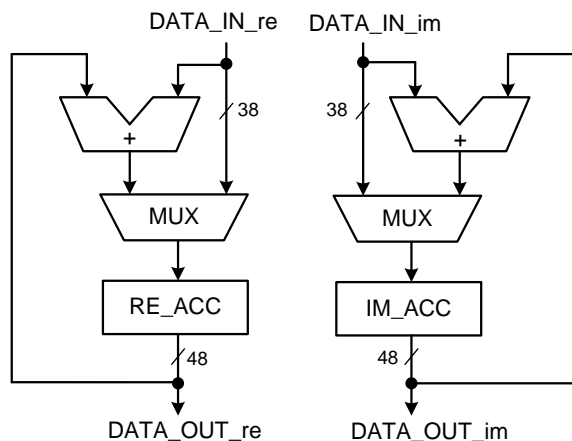 DATA_IN_re DATA_IN_im
38 38
+ +
MUX MUX
RE_ACC IM_ACC
48 48
DATA_OUT_re DATA_OUT_im